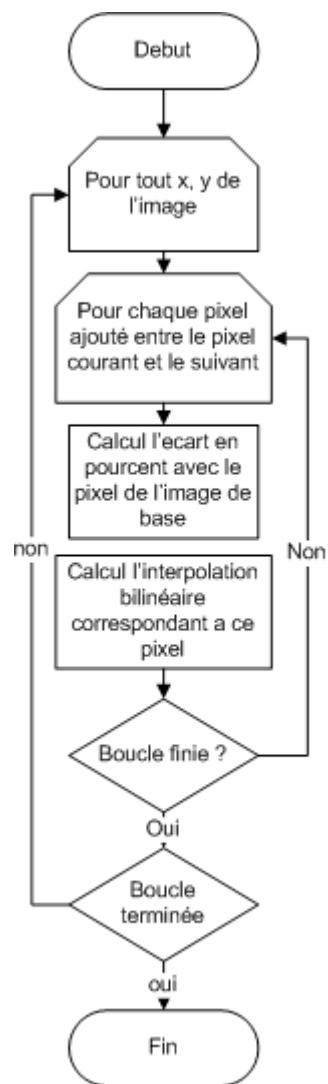 Debut
Pour tout x, y de
l'image
Pour chaque pixel
ajouté entre le pixel
courant et le suivant
Calcul l'ecart en
pourcent avec le
pixel de l'image de
base
non
Non
Calcul l'interpolation
bilinéaire
correspondant a ce
pixel
Boucle finie ?
Oui
Boucle
terminée
oui
Fin